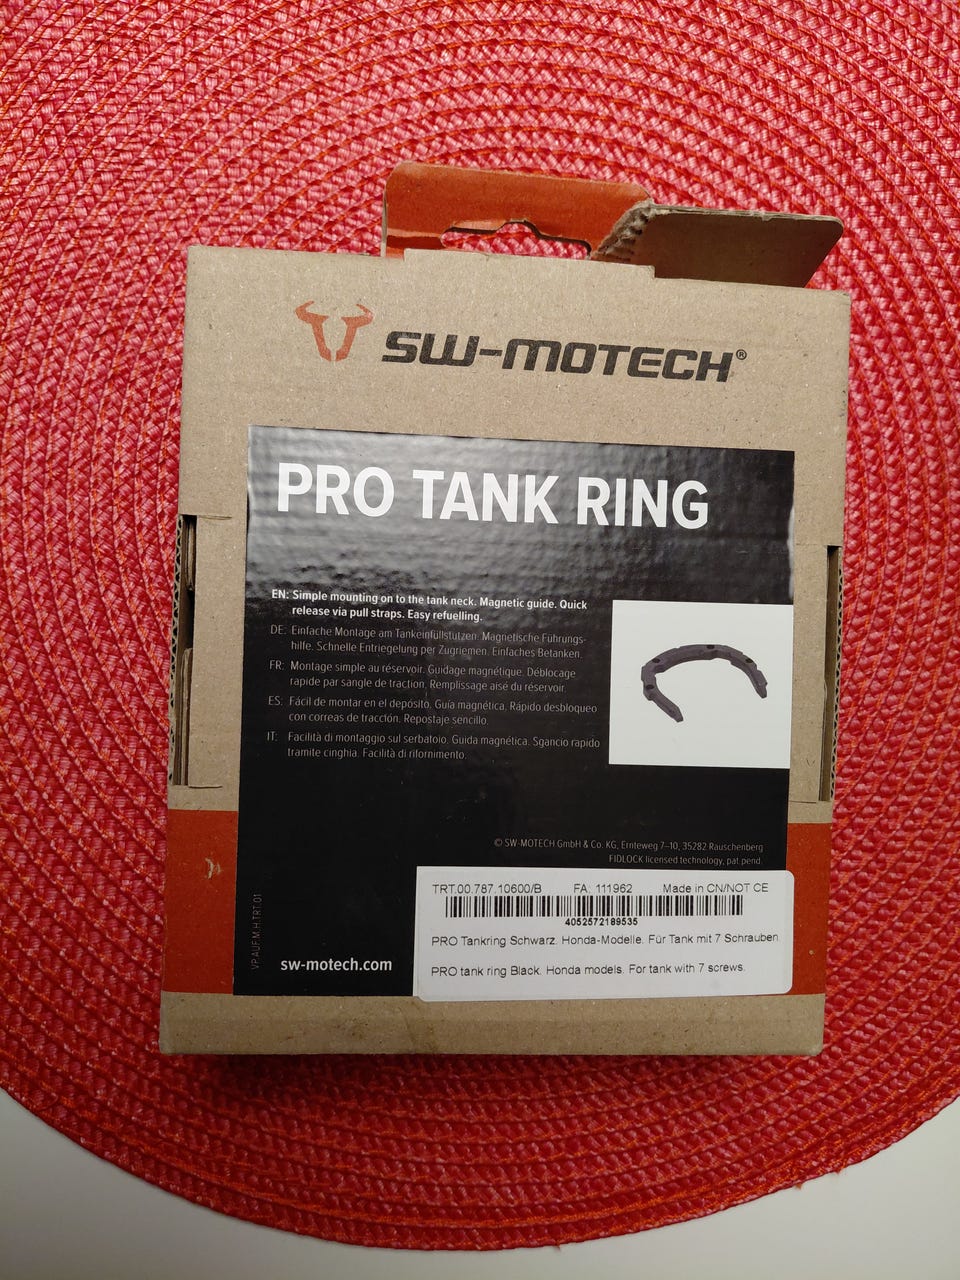 SW-MOTECH®
PRO TANK RING
EN: Simple mounting on to the tank neck. Magnetic guide. Quick
release via pull straps. Easy refuelling.
DE: Einfache Montage am Tankeinfüllstutzen. Magnetische Führungs-
hilfe. Schnelle Entriegelung per Zugriemen. Einfaches Betanken.
FR: Montage simple au réservoir. Guidage magnétique. Déblocage
rapide par sangle de traction. Remplissage aisé du réservoir.
ES: Fácil de montar en el depósito. Guía magnética. Rápido desbloqueo
con correas de tracción. Repostaje sencillo.
IT: Facilità di montaggio sul serbatoio. Guida magnética. Sgancio rapido
tramite cinghia. Facilità di rifornimento.
© SW-MOTECH GmbH & Co. KG, Ernteweg 7–10, 35282 Rauschenberg
FIDLOCK licensed technology, pat. pend.
TRT.00.787.10600/B FA: 111962 Made in CN/NOT CE
4052572189535
PRO Tankring Schwarz. Honda-Modelle. Für Tank mit 7 Schrauben.
PRO tank ring Black. Honda models. For tank with 7 screws.
sw-motech.com
VP.AUF.M.H.TRT.01